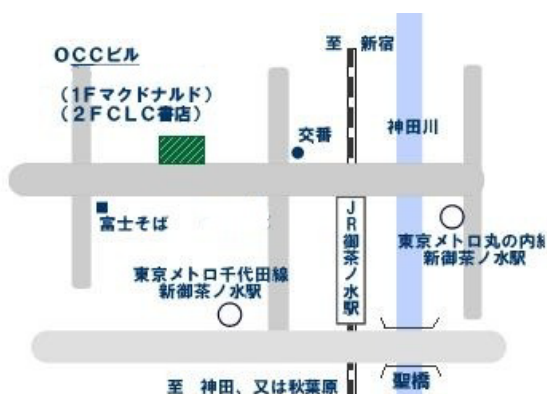 OCCビル
(1Fマクドナルド)
(2FCLC書店)
至 新宿
交番
神田川
富士そば
JR御茶ノ水駅
東京メトロ丸の内線
新御茶ノ水駅
東京メトロ千代田線
新御茶ノ水駅
至 神田、又は秋葉原
聖橋